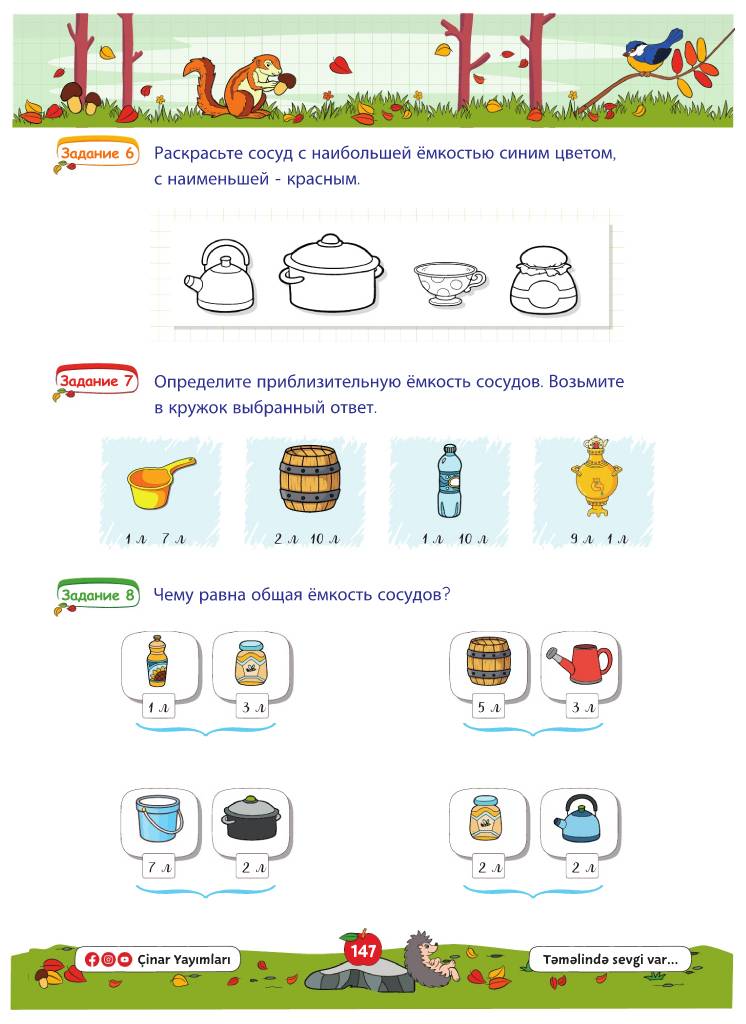 Задание 6
Раскрасьте сосуд с наибольшей ёмкостью синим цветом,
с наименьшей - красным.
Задание 7
Определите приблизительную ёмкость сосудов. Возьмите
в кружок выбранный ответ.
1 л 7 л
2 л 10 л
1 л 10 л
9 л 1 л
Задание 8
Чему равна общая ёмкость сосудов?
1 л 3 л
5 л 3 л
7 л 2 л
2 л 2 л
Çinar Yayımları
147
Təməlində sevgi var...